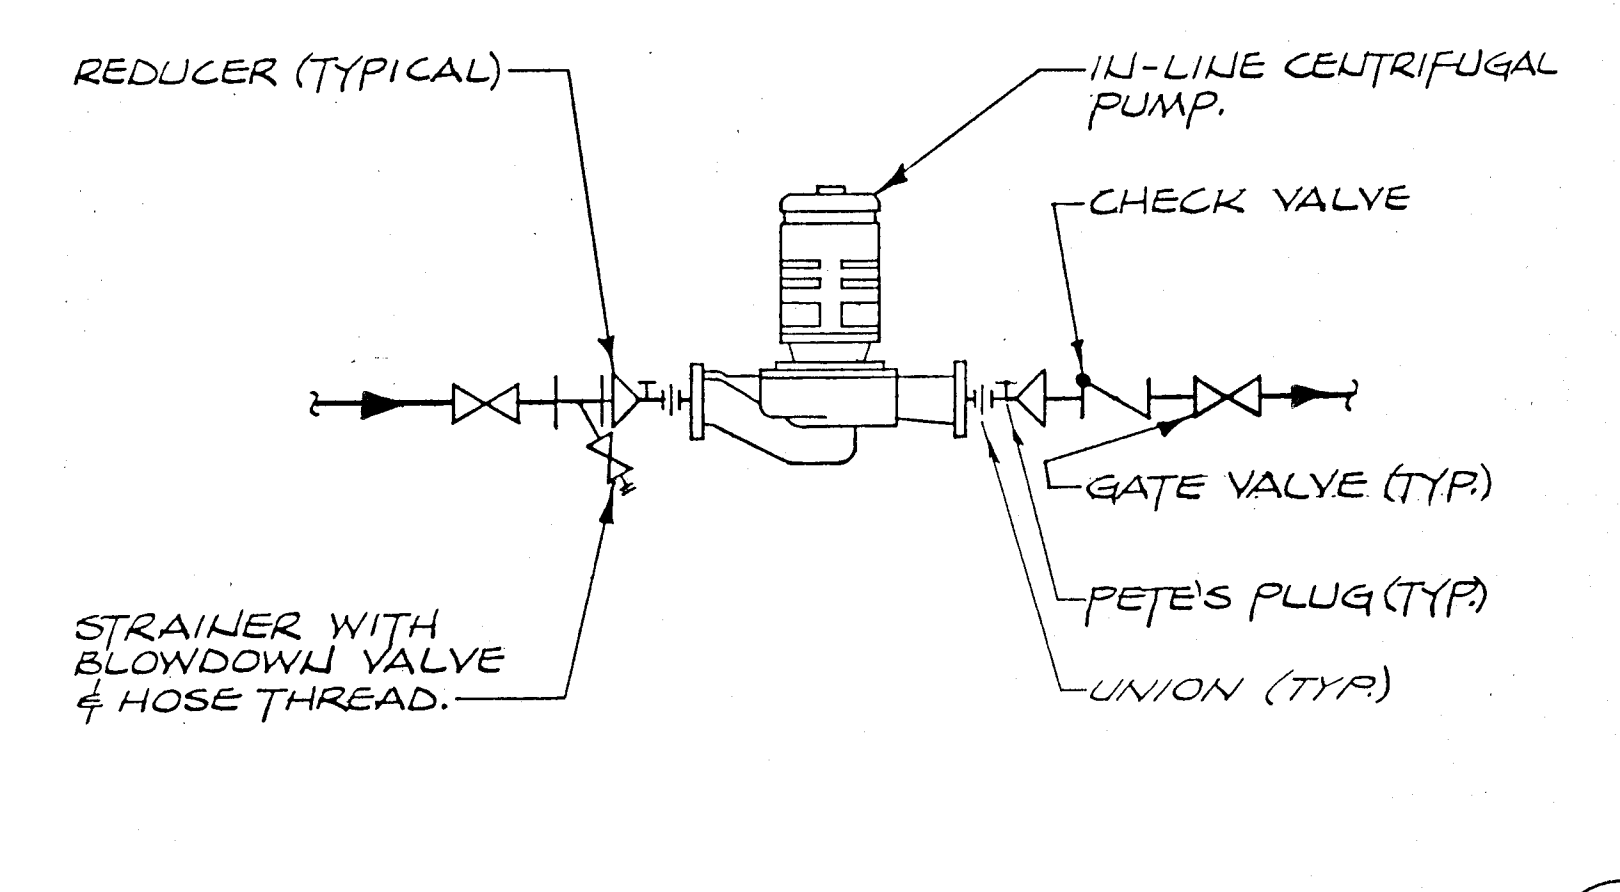 REDUCER (TYPICAL)
IN-LINE CENTRIFUGAL
PUMP.
CHECK VALVE
GATE VALVE (TYP.)
PETE'S PLUG (TYP.)
UNION (TYP.)
STRAINER WITH
BLOWDOWN VALVE
& HOSE THREAD.